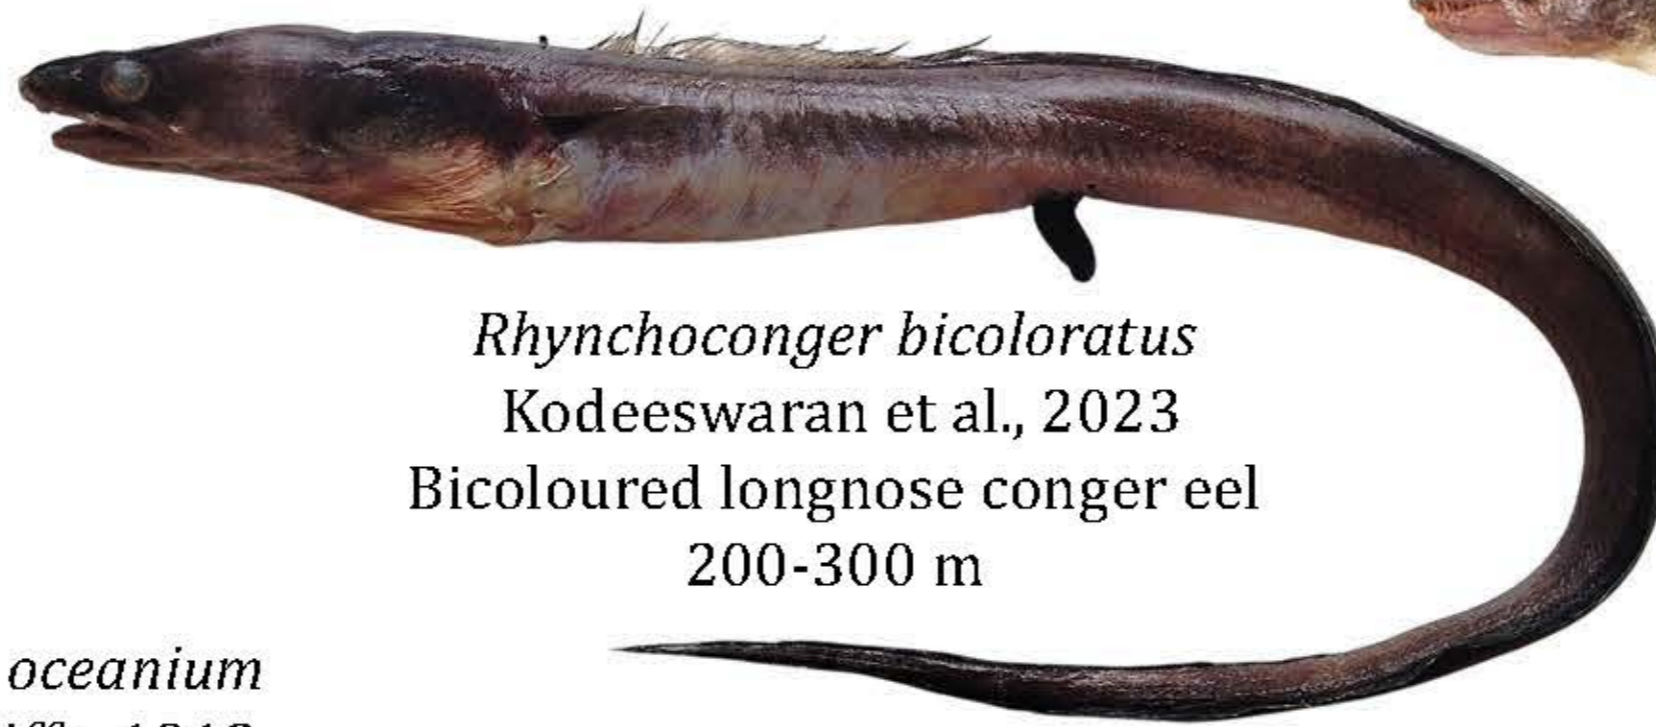 Rhynchoconger bicoloratus
Kodeeswaran et al., 2023
Bicoloured longnose conger eel
200-300 m
oceanium